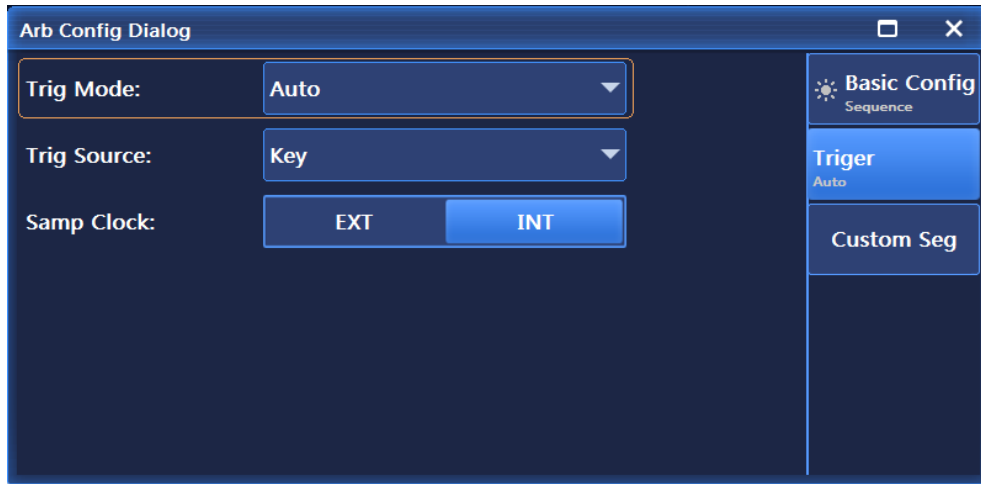 Arb Config Dialog
Trig Mode: Auto
Trig Source: Key
Samp Clock: EXT INT
Basic Config
Sequence
Triger
Auto
Custom Seg